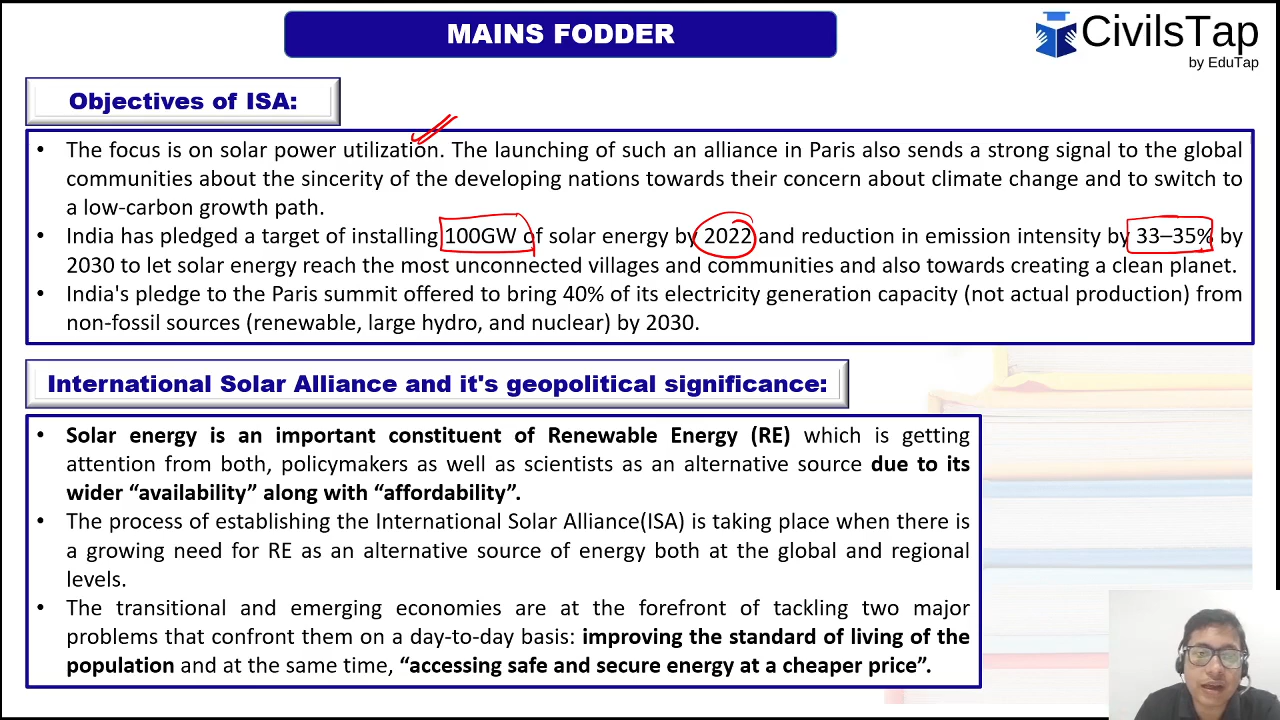 MAINS FODDER
CivilsTap
by EduTap
Objectives of ISA:
• The focus is on solar power utilization. The launching of such an alliance in Paris also sends a strong signal to the global
communities about the sincerity of the developing nations towards their concern about climate change and to switch to
a low-carbon growth path.
• India has pledged a target of installing 100GW of solar energy by 2022 and reduction in emission intensity by 33–35% by
2030 to let solar energy reach the most unconnected villages and communities and also towards creating a clean planet.
• India's pledge to the Paris summit offered to bring 40% of its electricity generation capacity (not actual production) from
non-fossil sources (renewable, large hydro, and nuclear) by 2030.
International Solar Alliance and it's geopolitical significance:
• Solar energy is an important constituent of Renewable Energy (RE) which is getting
attention from both, policymakers as well as scientists as an alternative source due to its
wider “availability” along with “affordability”.
• The process of establishing the International Solar Alliance(ISA) is taking place when there is
a growing need for RE as an alternative source of energy both at the global and regional
levels.
• The transitional and emerging economies are at the forefront of tackling two major
problems that confront them on a day-to-day basis: improving the standard of living of the
population and at the same time, “accessing safe and secure energy at a cheaper price”.